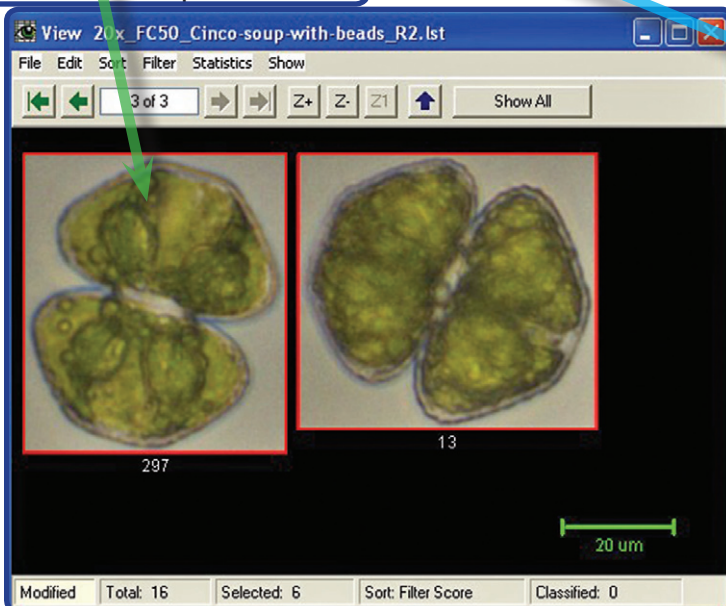 View 20x_FC50_Cinco-soup-with-beads_R2.lst
File Edit Sort Filter Statistics Show
3 of 3 Z+ Z- Z1 Show All
297
13
20 um
Modified Total: 16 Selected: 6 Sort: Filter Score Classified: 0